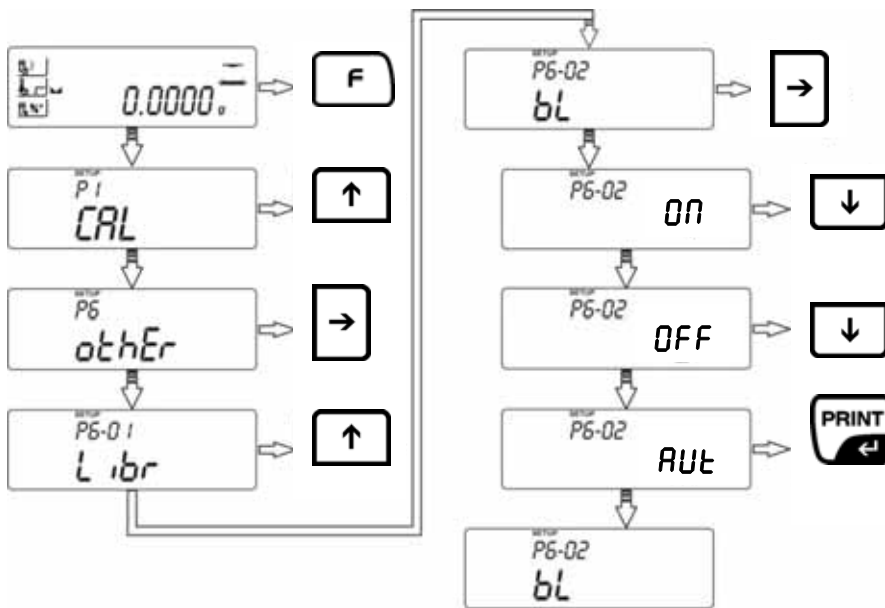 0.0000 g
F
SETUP
P1
CAL
↑
SETUP
P6
othEr
→
SETUP
P6-01
Libr
↑
SETUP
P6-02
bL
→
SETUP
P6-02
ON
↓
SETUP
P6-02
OFF
↓
SETUP
P6-02
AUt
PRINT
SETUP
P6-02
bL